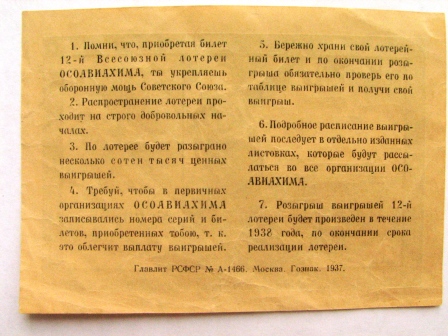 1. Помни, что, приобретая билет
12-й Всесоюзной лотереи
ОСОАВИАХИМА, ты укрепляешь
оборонную мощь Советского Союза.
2. Распространение лотереи про-
ходит на строго добровольных на-
чалах.
3. По лотерее будет разыграно
несколько сотен тысяч ценных
выигрышей.
4. Требуй, чтобы в первичных
организациях ОСОАВИАХИМА
записывались номера серий и би-
летов, приобретенных тобою, т. к.
это облегчит выплату выигрышей.
5. Бережно храни свой лотерей-
ный билет и по окончании розы-
грыша обязательно проверь его по
таблице выигрышей и получи свой
выигрыш.
6. Подробное расписание выигры-
шей последует в отдельно изданных
листовках, которые будут рассы-
латься во все организации ОСО-
АВИАХИМА.
7. Розыгрыш выигрышей 12-й
лотереи будет произведен в течение
1938 года, по окончании срока
реализации лотереи.
Главлит РСФСР № А-1466. Москва. Гознак. 1937.